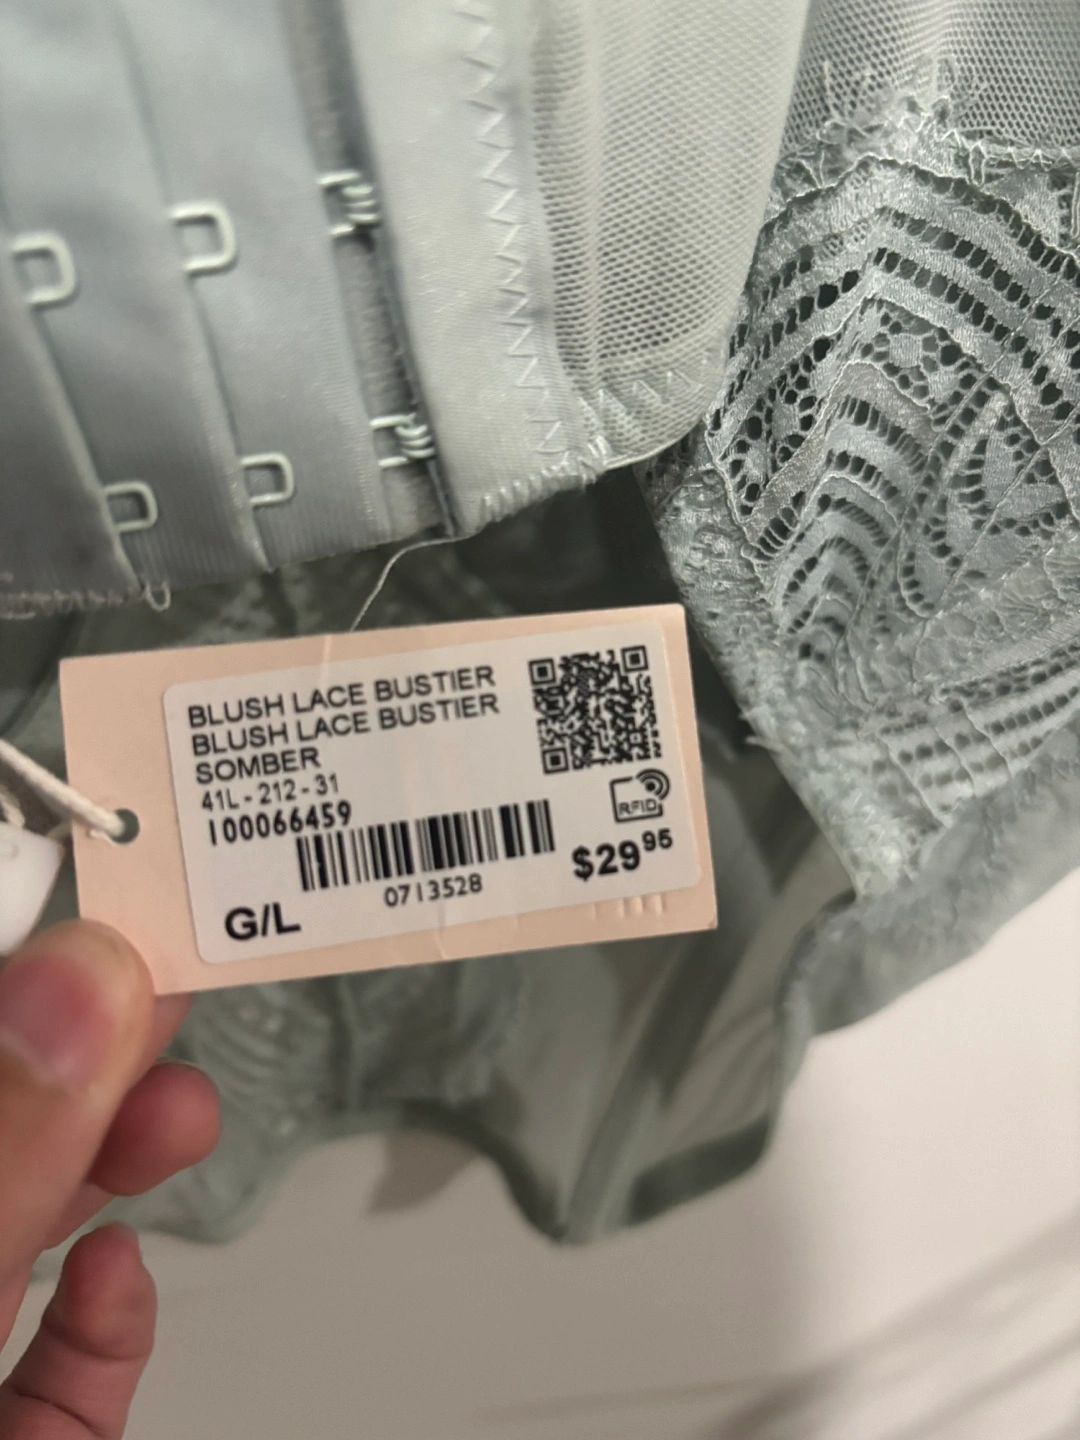 BLUSH LACE BUSTIER
BLUSH LACE BUSTIER
SOMBER
41L-212-31
100066459
RFID
0713528
$29.95
G/L